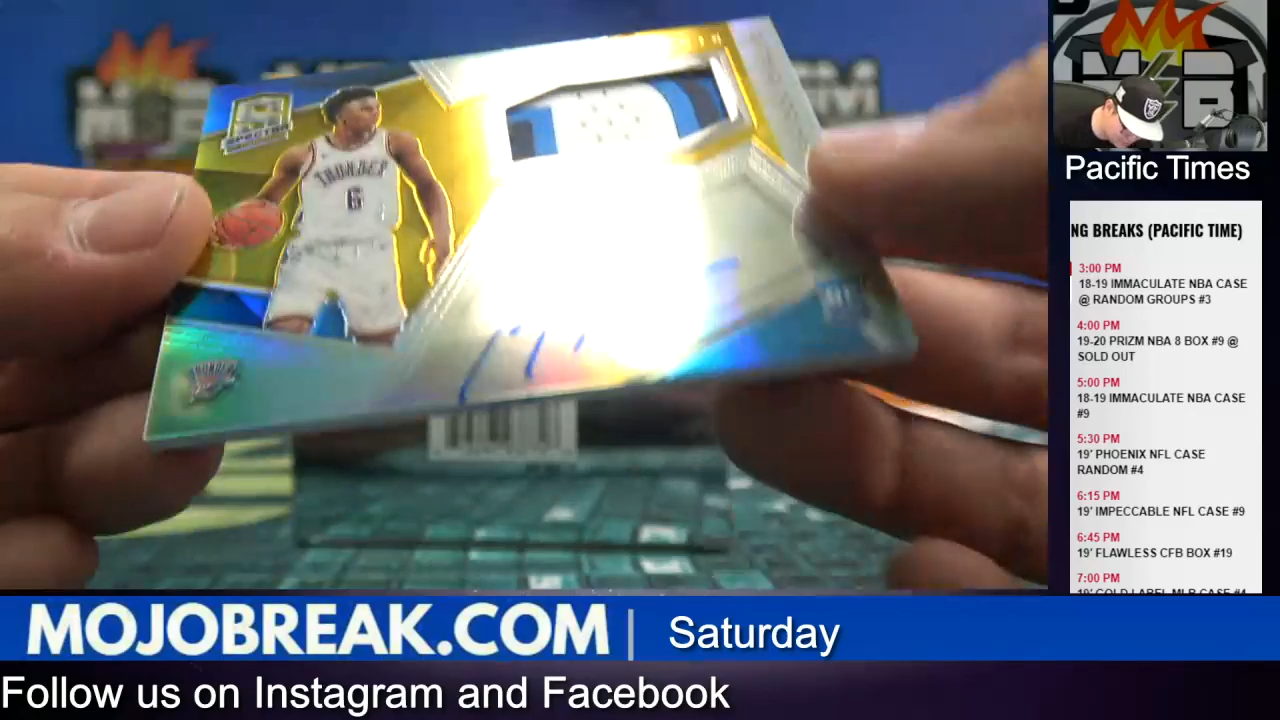 SPECTRA
THUNDER
6
Pacific Times
NG BREAKS (PACIFIC TIME)
3:00 PM
18-19 IMMACULATE NBA CASE
@ RANDOM GROUPS #3
4:00 PM
19-20 PRIZM NBA 8 BOX #9 @
SOLD OUT
5:00 PM
18-19 IMMACULATE NBA CASE
#9
5:30 PM
19' PHOENIX NFL CASE
RANDOM #4
6:15 PM
19' IMPECCABLE NFL CASE #9
6:45 PM
19' FLAWLESS CFB BOX #19
7:00 PM
MOJOBREAK.COM
Saturday
Follow us on Instagram and Facebook